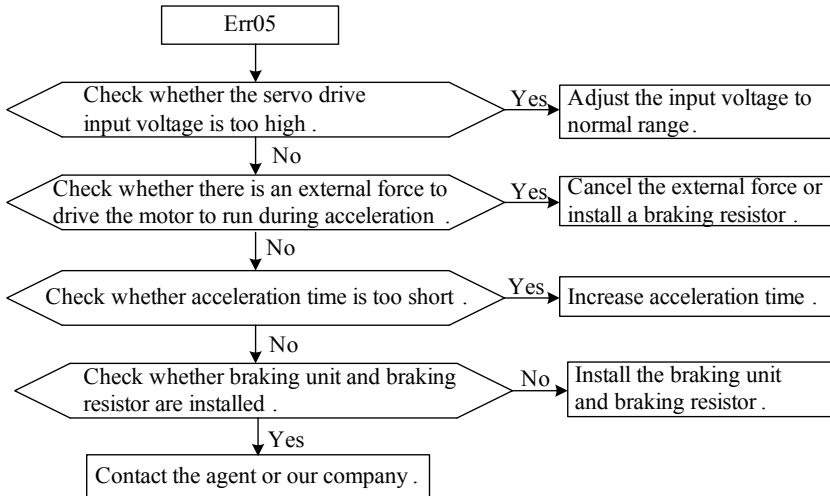 Err05
Check whether the servo drive
input voltage is too high .
Yes
Adjust the input voltage to
normal range .
No
Check whether there is an external force to
drive the motor to run during acceleration .
Yes
Cancel the external force or
install a braking resistor .
No
Check whether acceleration time is too short .
Yes
Increase acceleration time .
No
Check whether braking unit and braking
resistor are installed .
No
Install the braking unit
and braking resistor .
Yes
Contact the agent or our company .